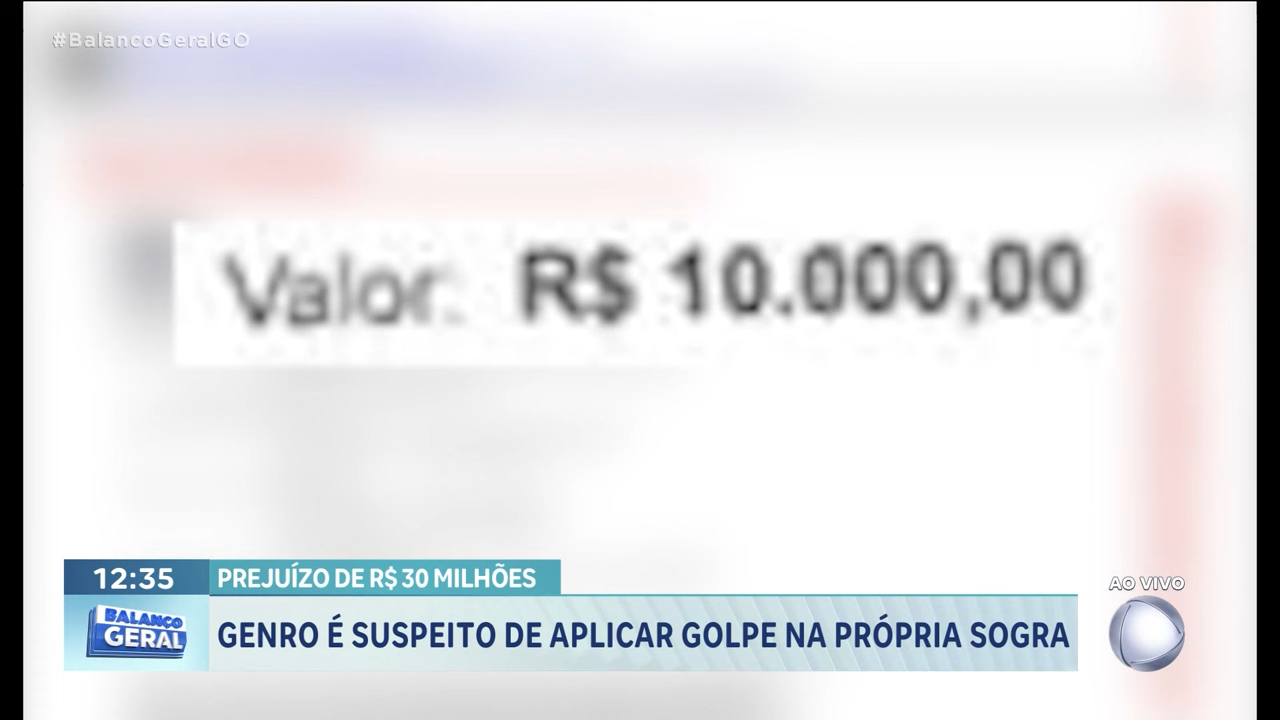 #BalancoGeralGO
Valor: R$ 10.000,00
12:35
PREJUÍZO DE R$ 30 MILHÕES
AO VIVO
BALANÇO
GERAL
GENRO É SUSPEITO DE APLICAR GOLPE NA PRÓPRIA SOGRA